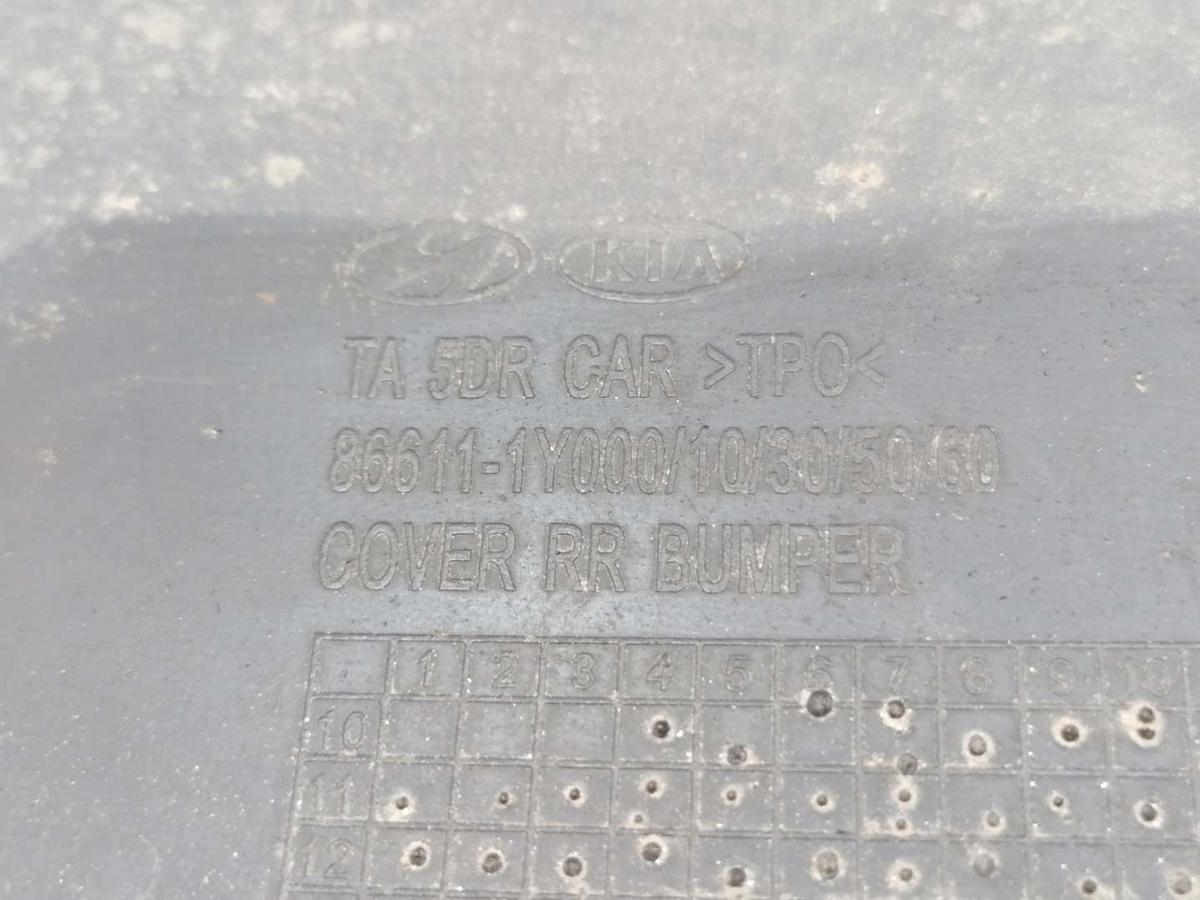 KIA
TA 5DR CAR >TPO<
86611-1Y000/10/30/50/60
COVER RR BUMPER
1 2 3 4 5 6 7 8 9 10
10
11
12